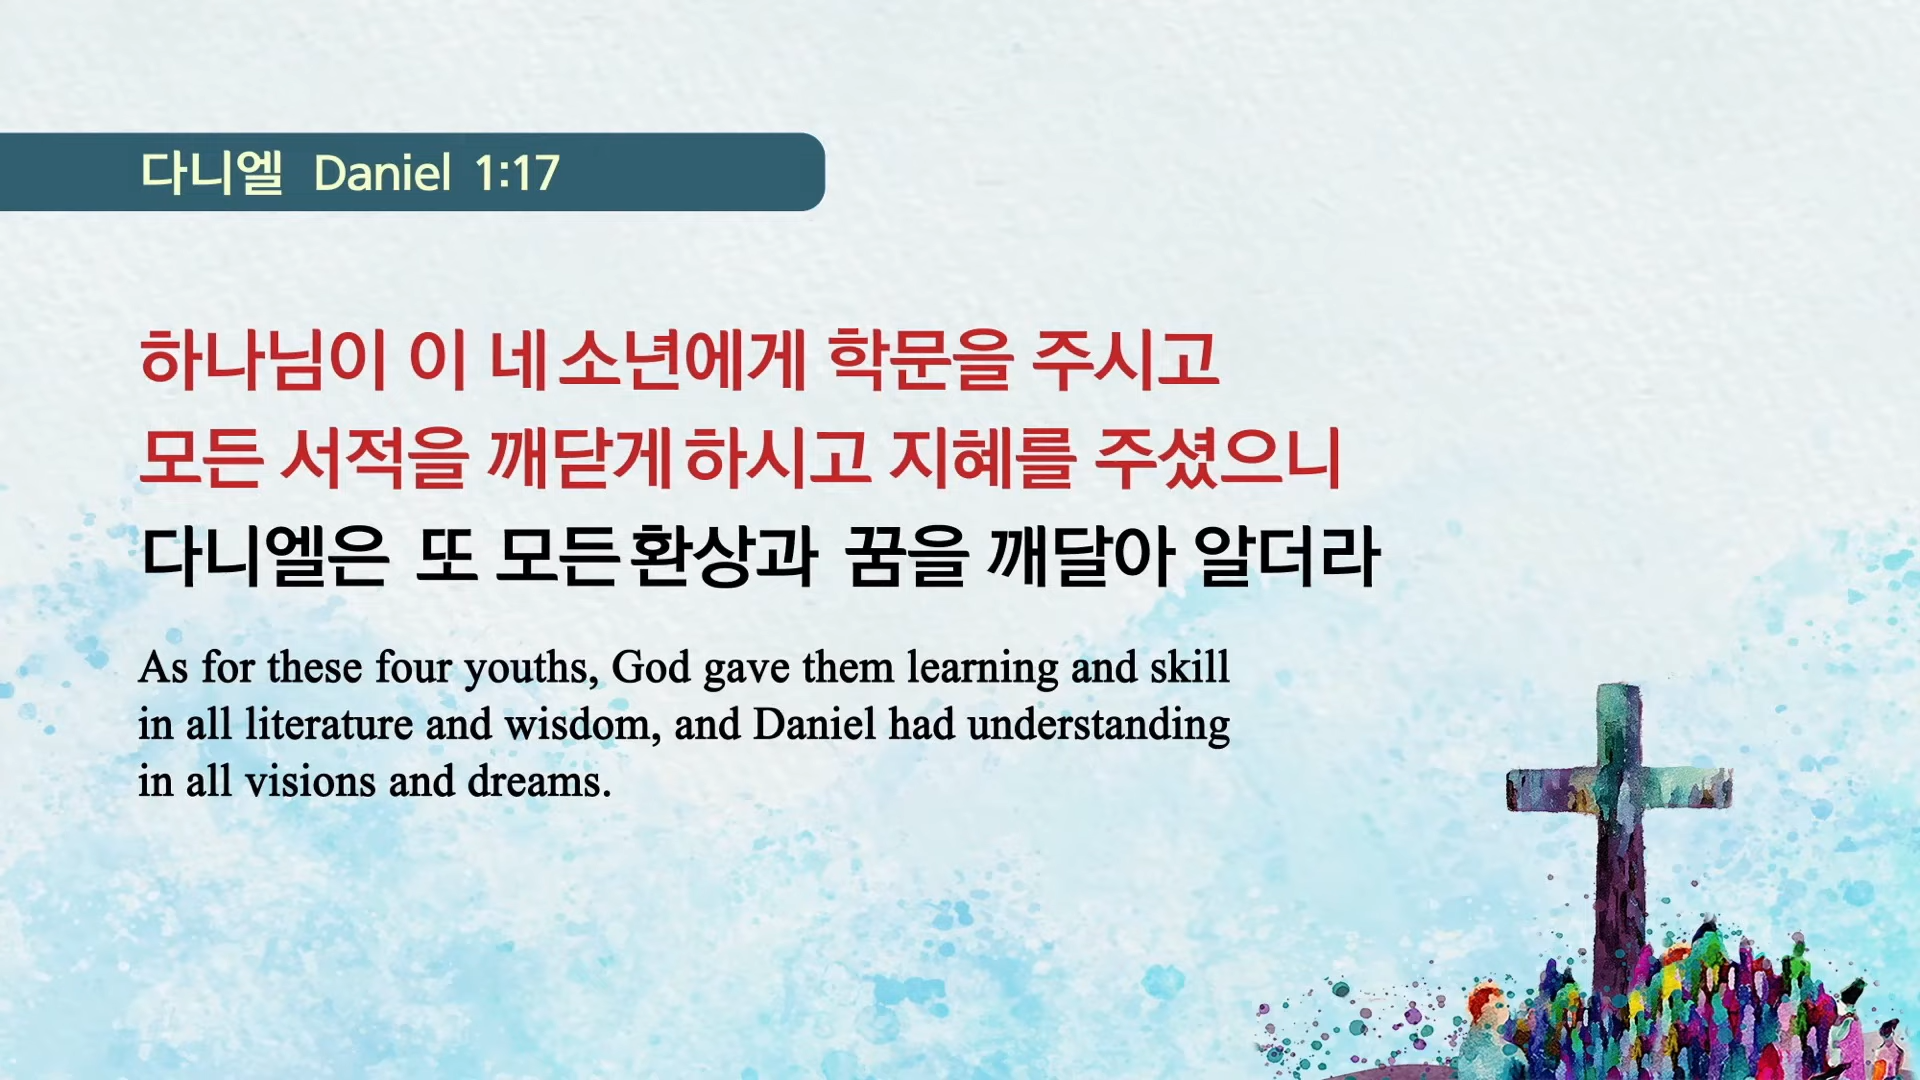 다니엘 Daniel 1:17
하나님이 이 네 소년에게 학문을 주시고
모든 서적을 깨닫게 하시고 지혜를 주셨으니
다니엘은 또 모든 환상과 꿈을 깨달아 알더라
As for these four youths, God gave them learning and skill
in all literature and wisdom, and Daniel had understanding
in all visions and dreams.